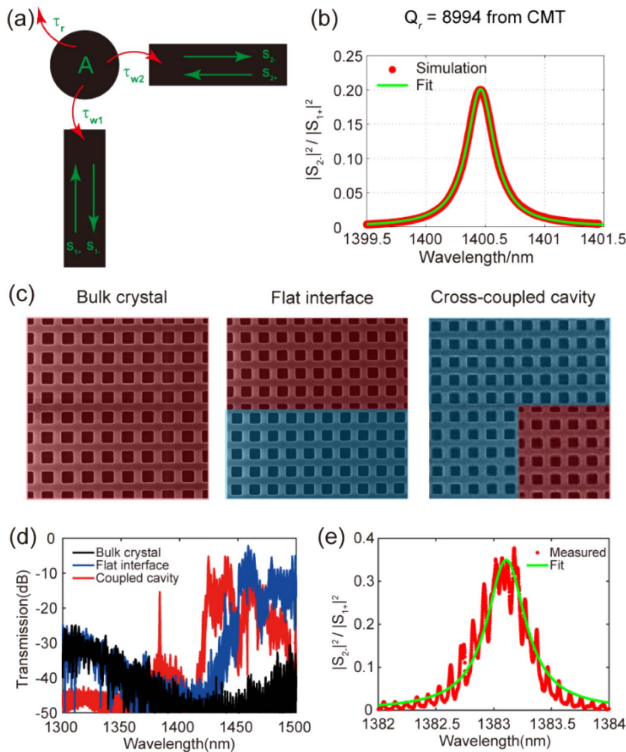 (a)
τr
A
τw2
S2-
S2+
τw1
S1+ S1-
(b)
Qr = 8994 from CMT
|S2-|² / |S1+|²
0.20
0.15
0.10
0.05
0
Simulation
Fit
1399.5 1400 1400.5 1401 1401.5
Wavelength/nm
(c)
Bulk crystal
Flat interface
Cross-coupled cavity
(d)
Transmission(dB)
0
-10
-20
-30
-40
-50
Bulk crystal
Flat interface
Coupled cavity
1300 1350 1400 1450 1500
Wavelength(nm)
(e)
|S2-|² / |S1+|²
0.4
0.3
0.2
0.1
0
Measured
Fit
1382 1382.5 1383 1383.5 1384
Wavelength(nm)